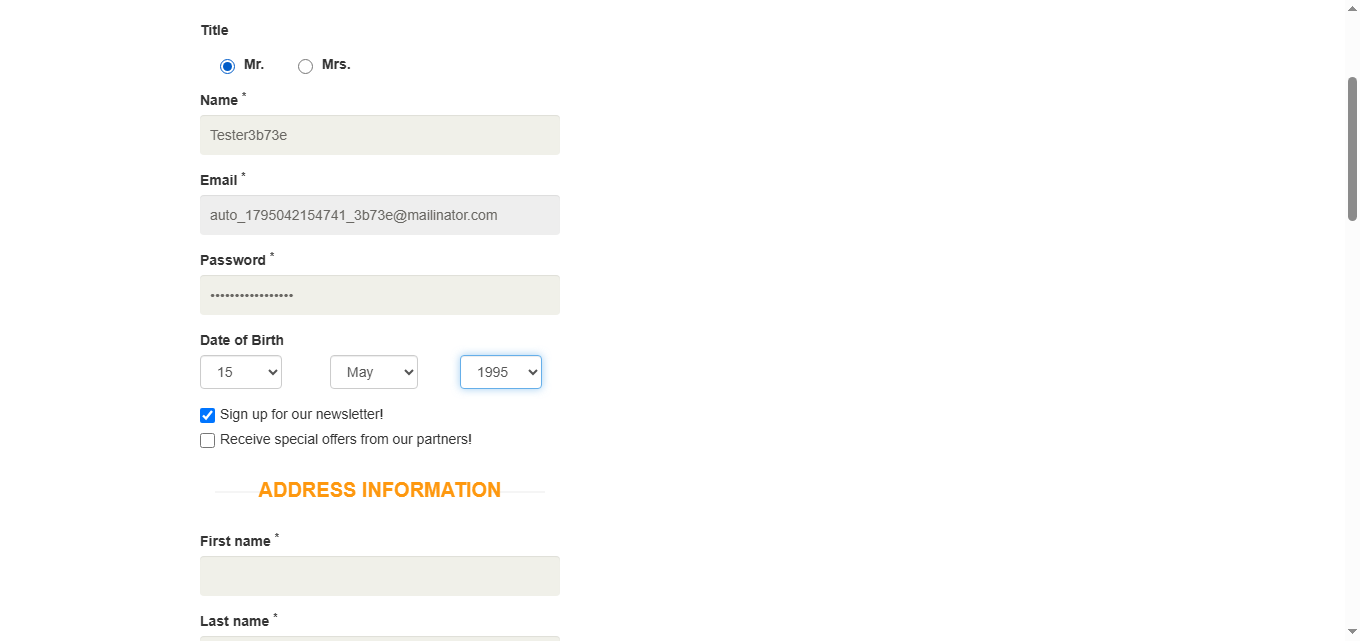 Title
Mr. Mrs.
Name *
Tester3b73e
Email *
auto_1795042154741_3b73e@mailinator.com
Password *
•••••••••••••••••
Date of Birth
15 May 1995
Sign up for our newsletter!
Receive special offers from our partners!
ADDRESS INFORMATION
First name *
Last name *